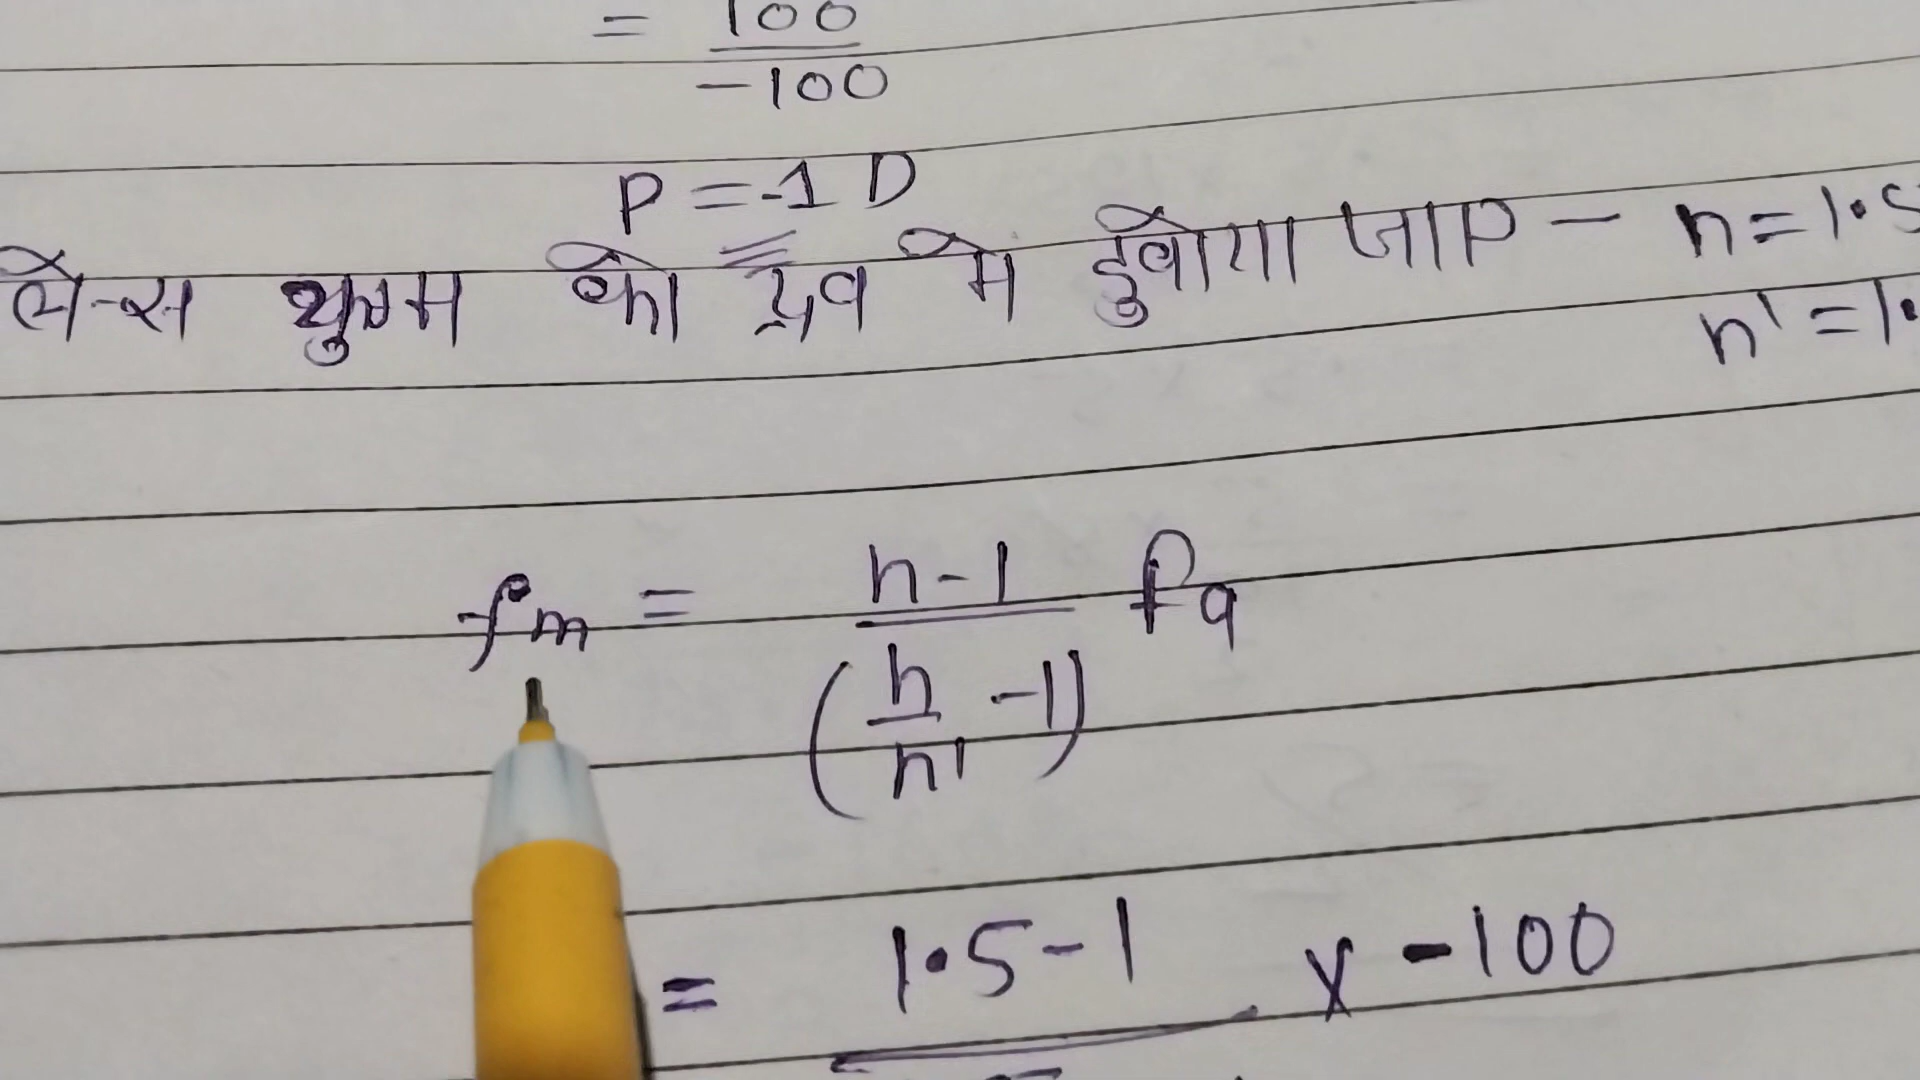 = 100
-100
P = -1 D
लेन्स युग्म को द्रव में डुबोया जाए - n = 1.5
n' = 1.
fm = n-1 fa
(n/n' -1)
= 1.5-1 x -100